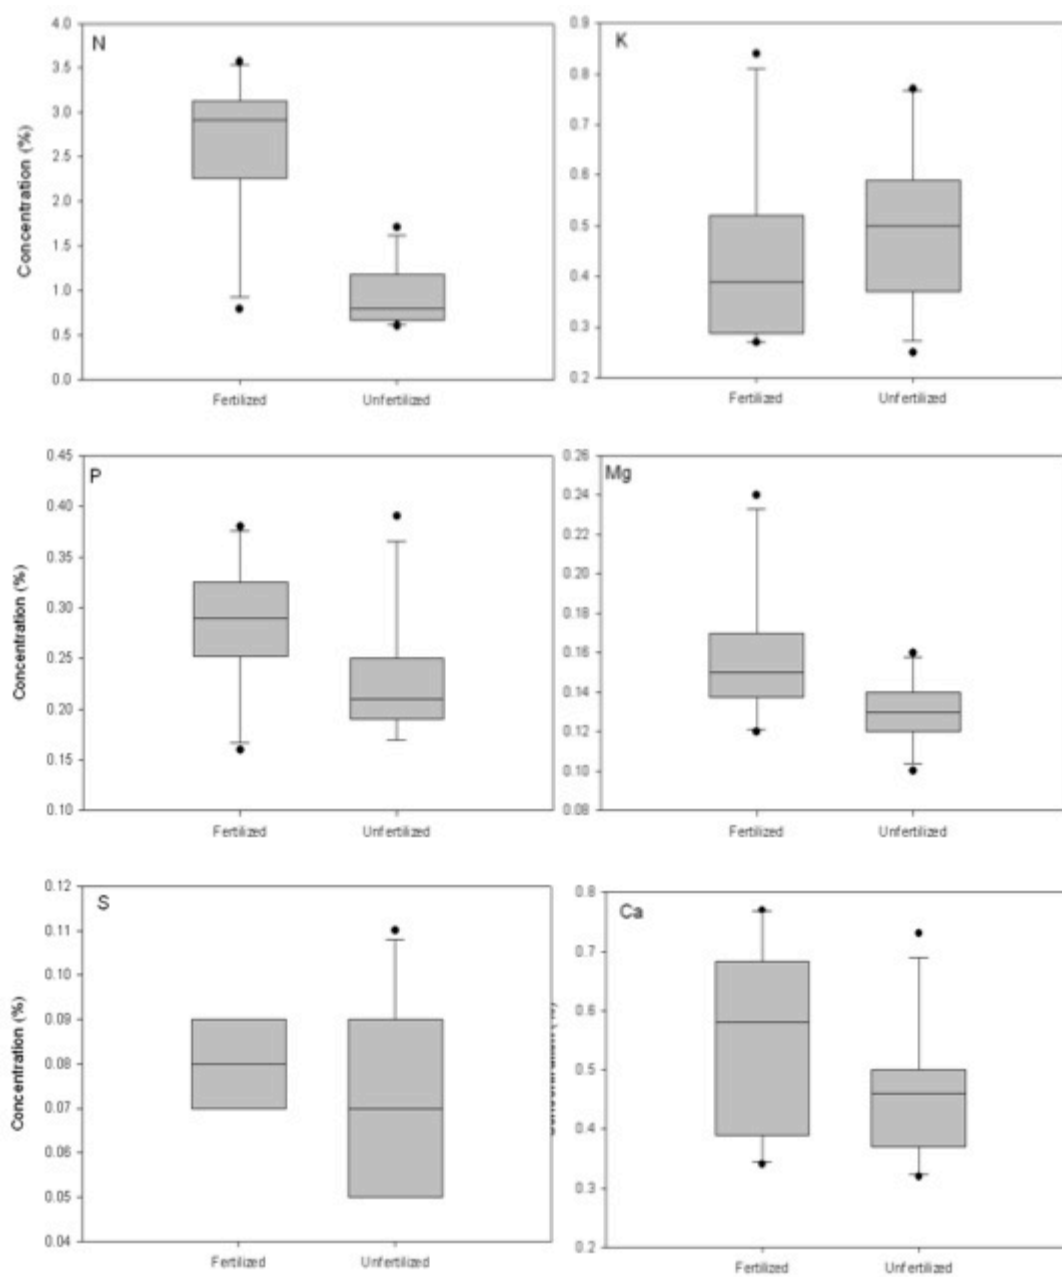 N
Concentration (%)
4.0
3.5
3.0
2.5
2.0
1.5
1.0
0.5
0.0
Fertilized
Unfertilized
K
0.9
0.8
0.7
0.6
0.5
0.4
0.3
0.2
Fertilized
Unfertilized
P
Concentration (%)
0.45
0.40
0.35
0.30
0.25
0.20
0.15
0.10
Fertilized
Unfertilized
Mg
0.26
0.24
0.22
0.20
0.18
0.16
0.14
0.12
0.10
0.08
Fertilized
Unfertilized
S
Concentration (%)
0.12
0.11
0.10
0.09
0.08
0.07
0.06
0.05
0.04
Fertilized
Unfertilized
Ca
0.8
0.7
0.6
0.5
0.4
0.3
0.2
Fertilized
Unfertilized